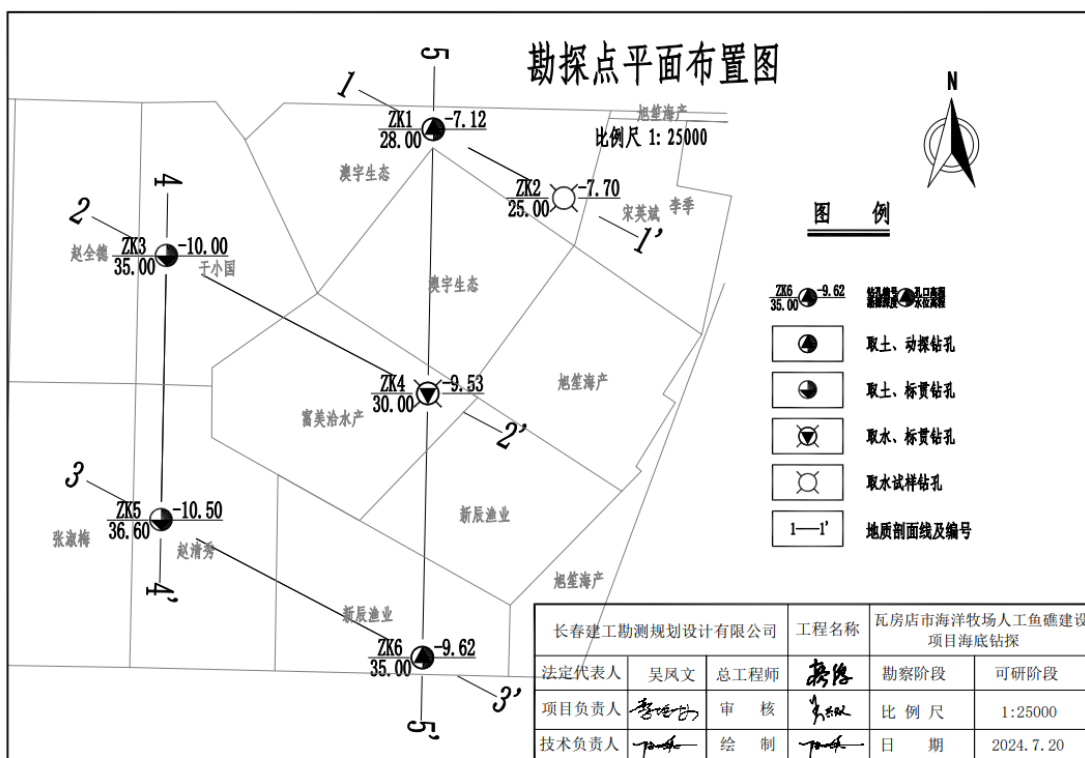 勘探点平面布置图
比例尺 1: 25000
N
5
1
ZK1 -7.12
28.00
旭笙海产
澳宇生态
ZK2 -7.70
25.00
宋英斌
李季
1'
4
2
赵全德
ZK3 -10.00
35.00
于小国
澳宇生态
旭笙海产
ZK4 -9.53
30.00
富美治水产
2'
3
ZK5 -10.50
36.60
张淑梅
赵清秀
4'
新辰渔业
旭笙海产
新辰渔业
ZK6 -9.62
35.00
3'
5'
图 例
ZK6 -9.62
35.00
取土、动探钻孔
取土、标贯钻孔
取水、标贯钻孔
取水试样钻孔
1—1' 地质剖面线及编号
长春建工勘测规划设计有限公司 工程名称 瓦房店市海洋牧场人工鱼礁建设
项目海底钻探
法定代表人 吴凤文 总工程师 勘察阶段 可研阶段
项目负责人 审 核 比 例 尺 1:25000
技术负责人 绘 制 日 期 2024.7.20